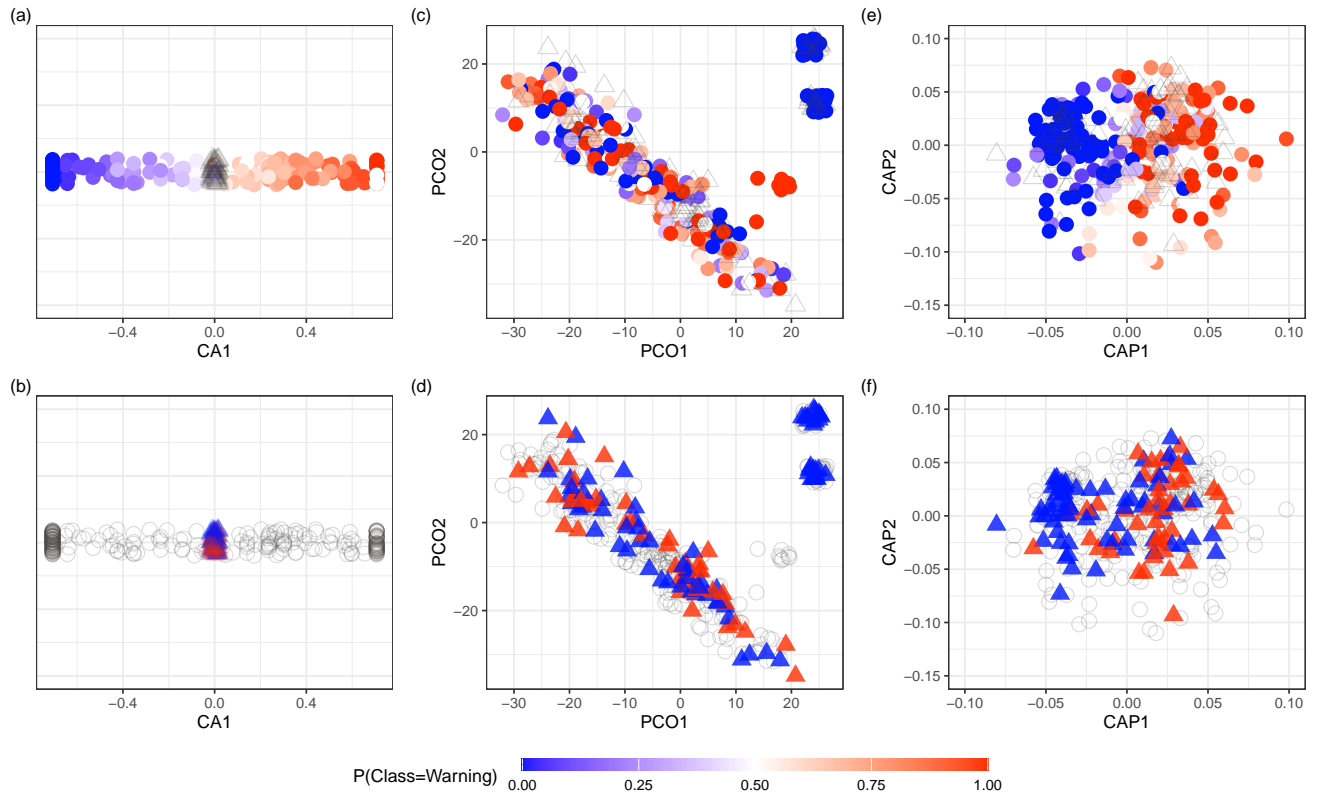 (a)
−0.4 0.0 0.4
CA1
(c)
20
0
−20
PCO2
−30 −20 −10 0 10 20
PCO1
(e)
0.10
0.05
0.00
−0.05
−0.10
−0.15
CAP2
−0.10 −0.05 0.00 0.05 0.10
CAP1
(b)
−0.4 0.0 0.4
CA1
(d)
20
0
−20
PCO2
−30 −20 −10 0 10 20
PCO1
(f)
0.10
0.05
0.00
−0.05
−0.10
−0.15
CAP2
−0.10 −0.05 0.00 0.05 0.10
CAP1
P(Class=Warning)
0.00 0.25 0.50 0.75 1.00